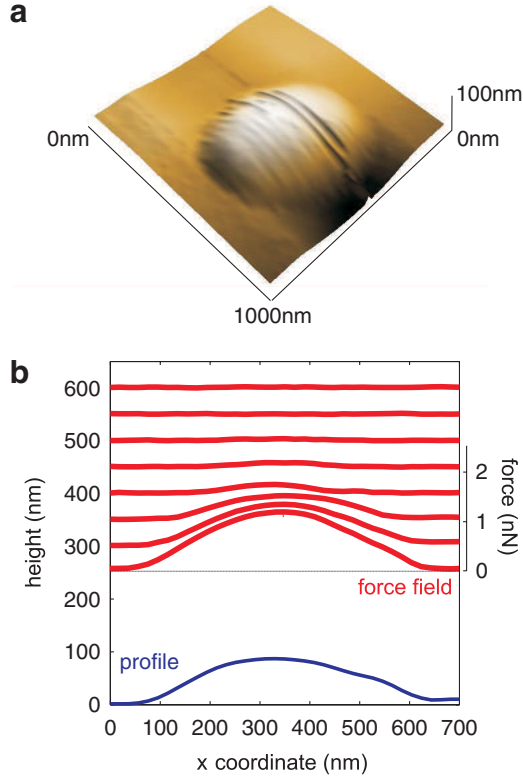 a
100nm
0nm
0nm
1000nm
b
600
500
400
300
200
100
0
height (nm)
2
1
0
force (nN)
force field
profile
0 100 200 300 400 500 600 700
x coordinate (nm)